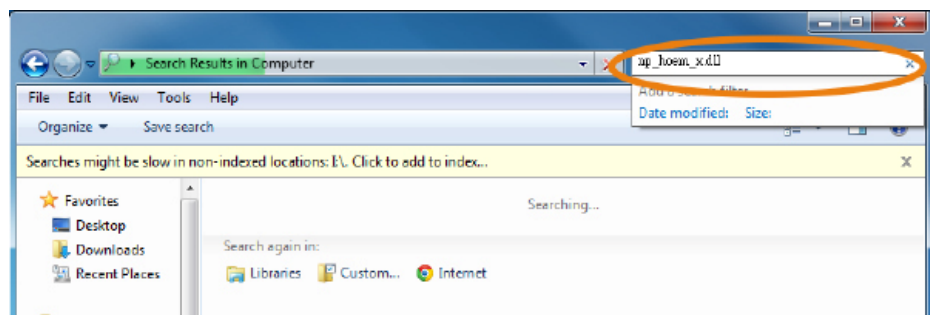 Search Results in Computer
np_hoem_x.dll
File Edit View Tools Help
Add a search filter
Date modified: Size:
Organize Save search
Searches might be slow in non-indexed locations: I:\. Click to add to index...
Favorites
Searching...
Desktop
Downloads
Search again in:
Recent Places
Libraries Custom... Internet